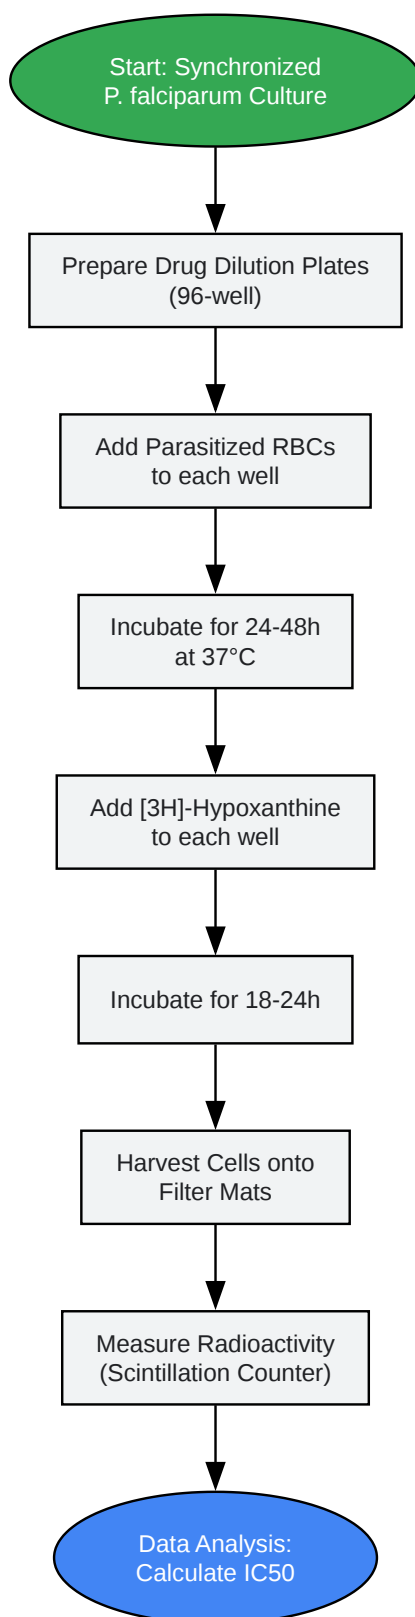 Start: Synchronized
P. falciparum Culture
Prepare Drug Dilution Plates
(96-well)
Add Parasitized RBCs
to each well
Incubate for 24-48h
at 37°C
Add [3H]-Hypoxanthine
to each well
Incubate for 18-24h
Harvest Cells onto
Filter Mats
Measure Radioactivity
(Scintillation Counter)
Data Analysis:
Calculate IC50